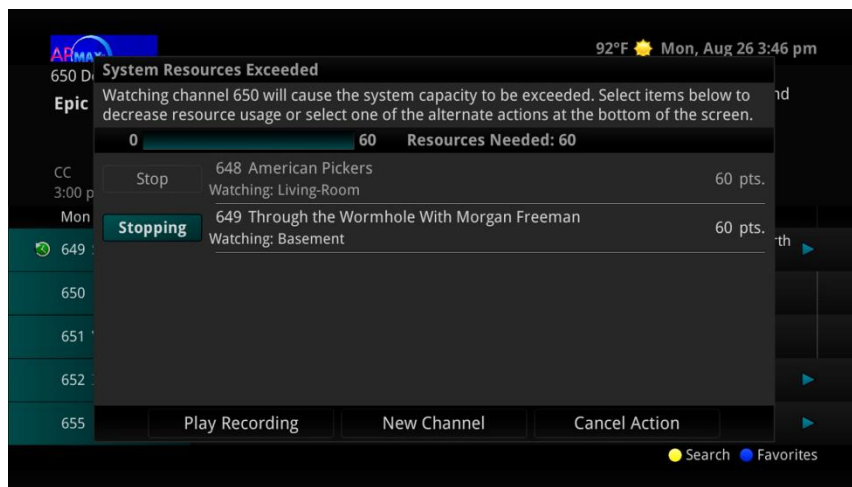 APMAX
92°F Mon, Aug 26 3:46 pm
650 D
System Resources Exceeded
Epic
nd
Watching channel 650 will cause the system capacity to be exceeded. Select items below to
decrease resource usage or select one of the alternate actions at the bottom of the screen.
0 60 Resources Needed: 60
CC
3:00 p
Stop 648 American Pickers 60 pts.
Watching: Living-Room
Mon
Stopping 649 Through the Wormhole With Morgan Freeman 60 pts.
Watching: Basement
649
rth
650
651
652
655
Play Recording New Channel Cancel Action
Search Favorites